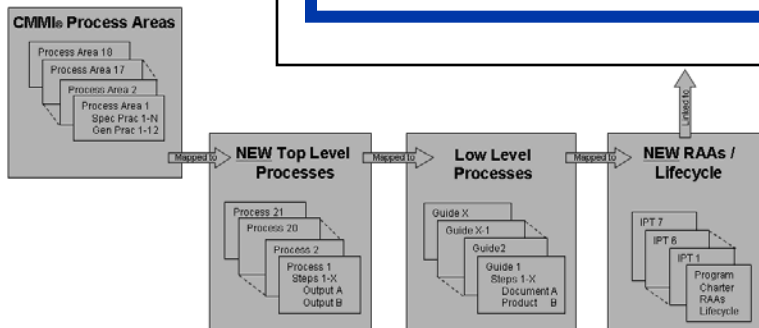 CMMI® Process Areas
Process Area 18
Process Area 17
Process Area 2
Process Area 1
Spec Prac 1-N
Gen Prac 1-12
Mapped to
NEW Top Level
Processes
Process 21
Process 20
Process 2
Process 1
Steps 1-X
Output A
Output B
Mapped to
Low Level
Processes
Guide X
Guide X-1
Guide2
Guide 1
Steps 1-X
Document A
Product B
Mapped to
NEW RAAs /
Lifecycle
IPT 7
IPT 6
IPT 1
Program
Charter
RAAs
Lifecycle
Linked to